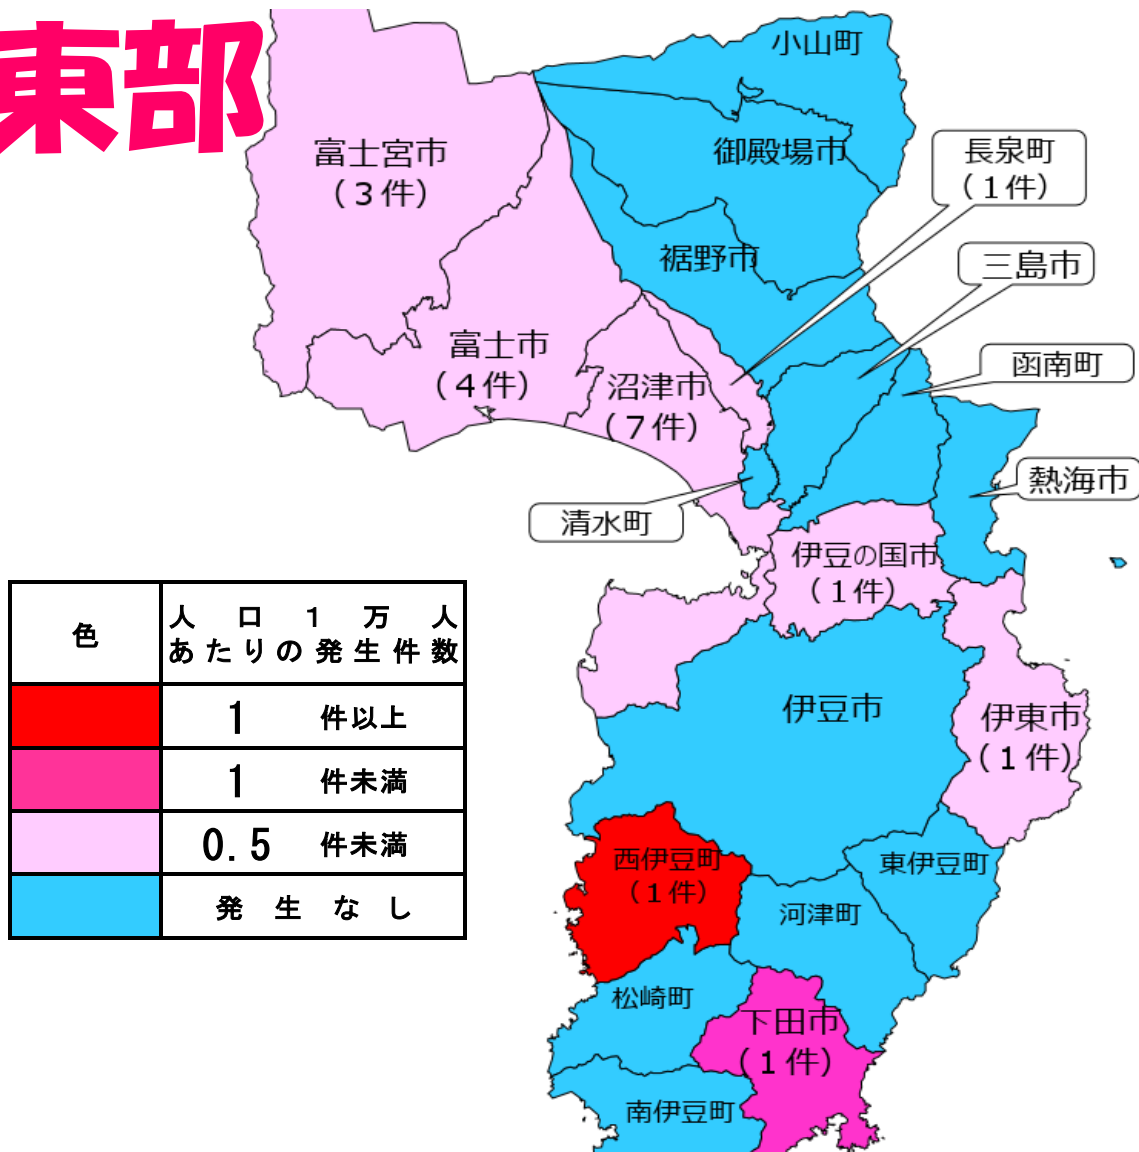 東部
小山町
富士宮市
（３件）
御殿場市
長泉町
（１件）
裾野市
三島市
富士市
（４件）
函南町
沼津市
（７件）
熱海市
清水町
伊豆の国市
（１件）
色
人口1万人
あたりの発生件数
1 件以上
1 件未満
0.5 件未満
発生なし
伊豆市
伊東市
（１件）
西伊豆町
（１件）
東伊豆町
河津町
松崎町
下田市
（１件）
南伊豆町